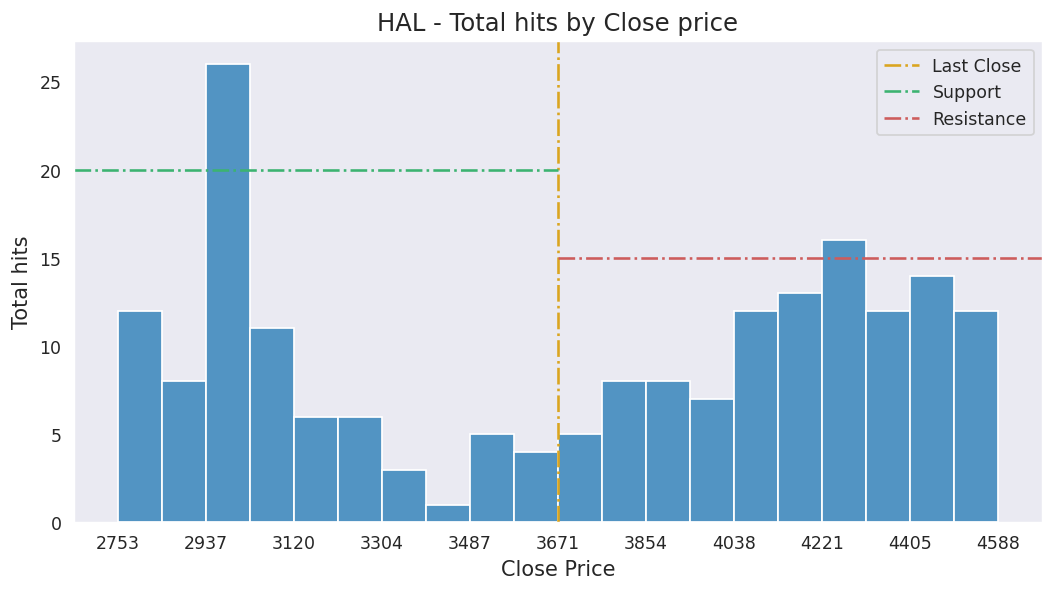 HAL - Total hits by Close price
Last Close
Support
Resistance
25
20
15
10
5
0
Total hits
2753 2937 3120 3304 3487 3671 3854 4038 4221 4405 4588
Close Price